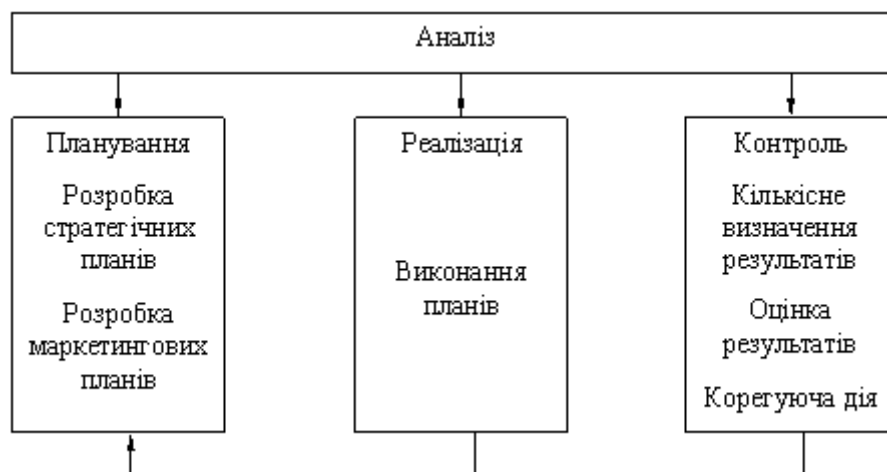 Аналіз
Планування
Розробка
стратегічних
планів
Розробка
маркетингових
планів
Реалізація
Виконання
планів
Контроль
Кількісне
визначення
результатів
Оцінка
результатів
Корегуюча дія